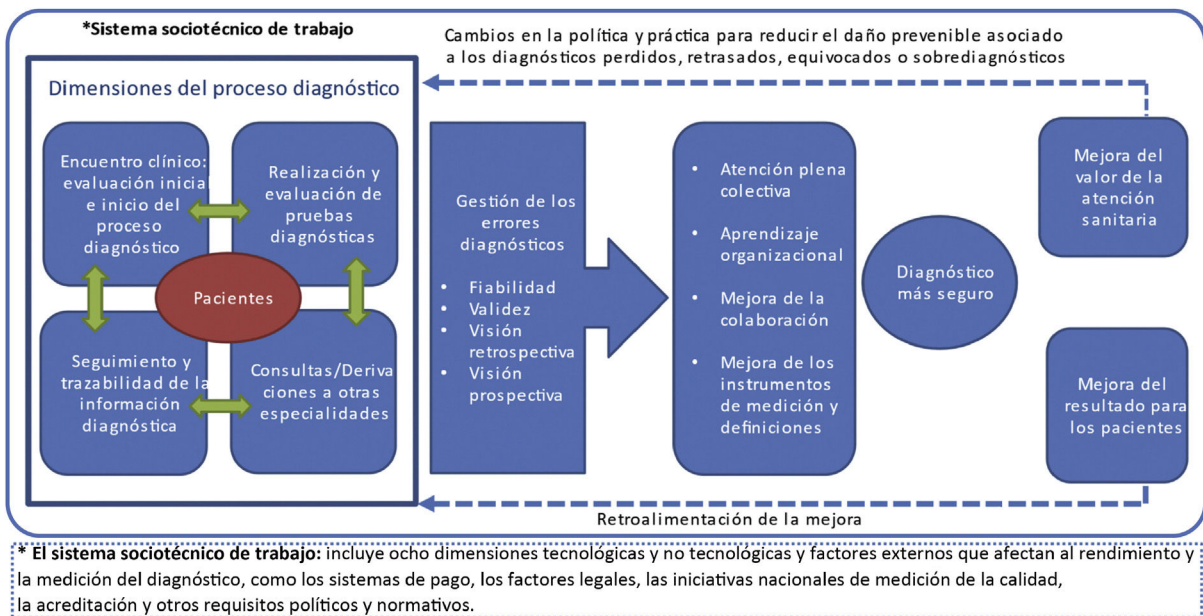 *Sistema sociotécnico de trabajo
Cambios en la política y práctica para reducir el daño prevenible asociado
a los diagnósticos perdidos, retrasados, equivocados o sobrediagnósticos
Dimensiones del proceso diagnóstico
Encuentro clínico:
evaluación inicial
e inicio del
proceso
diagnóstico
Realización y
evaluación de
pruebas
diagnósticas
Pacientes
Seguimiento y
trazabilidad de la
información
diagnóstica
Consultas/Deriva
ciones a otras
especialidades
Gestión de los
errores
diagnósticos
• Fiabilidad
• Validez
• Visión
retrospectiva
• Visión
prospectiva
• Atención plena
colectiva
• Aprendizaje
organizacional
• Mejora de la
colaboración
• Mejora de los
instrumentos
de medición y
definiciones
Diagnóstico
más seguro
Mejora del
valor de la
atención
sanitaria
Mejora del
resultado para
los pacientes
Retroalimentación de la mejora
* El sistema sociotécnico de trabajo: incluye ocho dimensiones tecnológicas y no tecnológicas y factores externos que afectan al rendimiento y
la medición del diagnóstico, como los sistemas de pago, los factores legales, las iniciativas nacionales de medición de la calidad,
la acreditación y otros requisitos políticos y normativos.